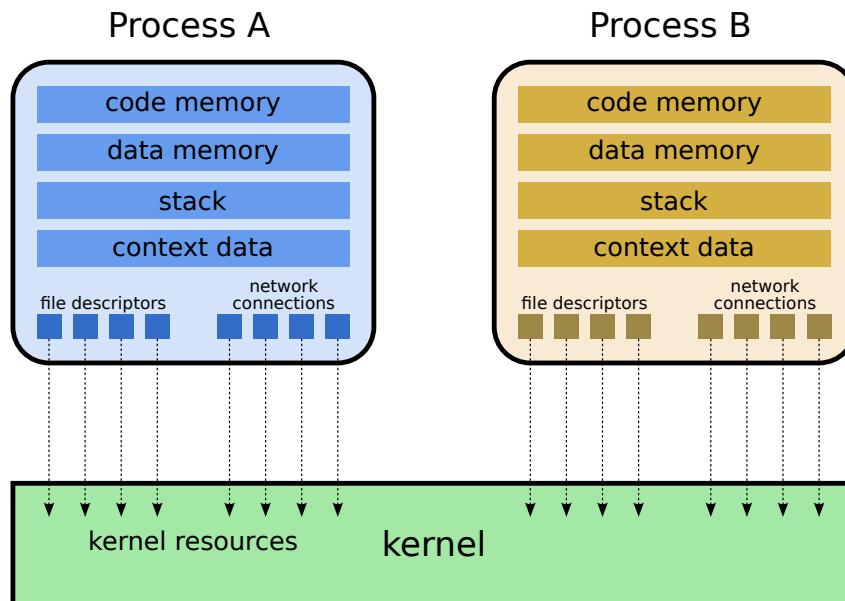 Process A
code memory
data memory
stack
context data
file descriptors
network
connections
Process B
code memory
data memory
stack
context data
file descriptors
network
connections
kernel resources
kernel